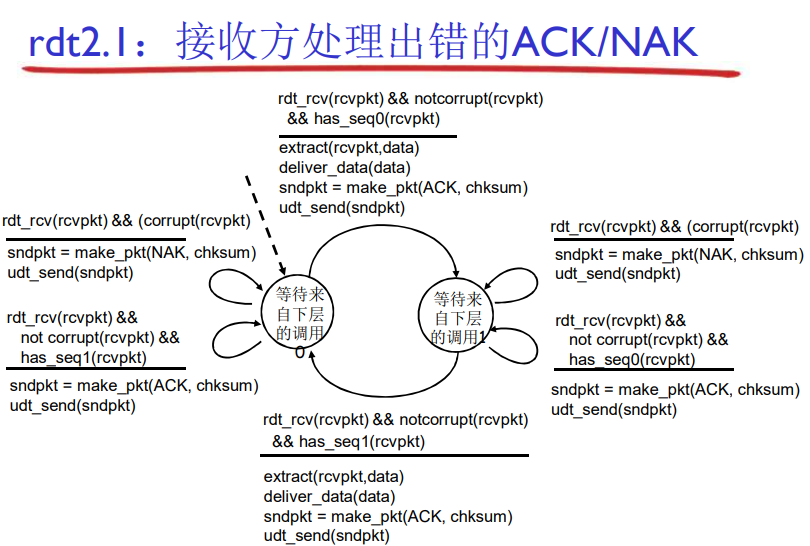 rdt2.1：接收方处理出错的ACK/NAK
rdt_rcv(rcvpkt) && notcorrupt(rcvpkt)
&& has_seq0(rcvpkt)
extract(rcvpkt,data)
deliver_data(data)
sndpkt = make_pkt(ACK, chksum)
udt_send(sndpkt)
rdt_rcv(rcvpkt) && (corrupt(rcvpkt)
sndpkt = make_pkt(NAK, chksum)
udt_send(sndpkt)
rdt_rcv(rcvpkt) &&
not corrupt(rcvpkt) &&
has_seq1(rcvpkt)
sndpkt = make_pkt(ACK, chksum)
udt_send(sndpkt)
等待来
自下层
的调用
0
等待来
自下层
的调用1
rdt_rcv(rcvpkt) && (corrupt(rcvpkt)
sndpkt = make_pkt(NAK, chksum)
udt_send(sndpkt)
rdt_rcv(rcvpkt) &&
not corrupt(rcvpkt) &&
has_seq0(rcvpkt)
sndpkt = make_pkt(ACK, chksum)
udt_send(sndpkt)
rdt_rcv(rcvpkt) && notcorrupt(rcvpkt)
&& has_seq1(rcvpkt)
extract(rcvpkt,data)
deliver_data(data)
sndpkt = make_pkt(ACK, chksum)
udt_send(sndpkt)